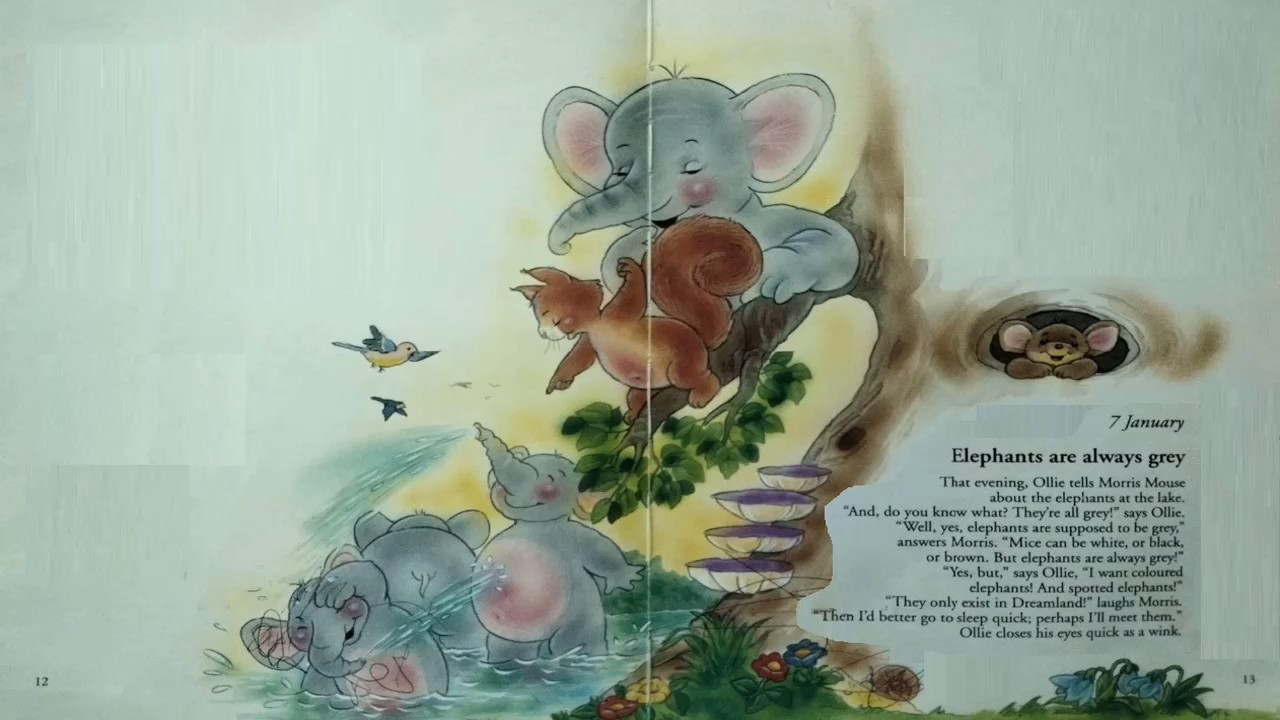 7 January
Elephants are always grey
That evening, Ollie tells Morris Mouse
about the elephants at the lake.
“And, do you know what? They’re all grey!” says Ollie.
“Well, yes, elephants are supposed to be grey,”
answers Morris. “Mice can be white, or black,
or brown. But elephants are always grey!”
“Yes, but,” says Ollie, “I want coloured
elephants! And spotted elephants!”
“They only exist in Dreamland!” laughs Morris.
“Then I’d better go to sleep quick; perhaps I’ll meet them.”
Ollie closes his eyes quick as a wink.
12
13